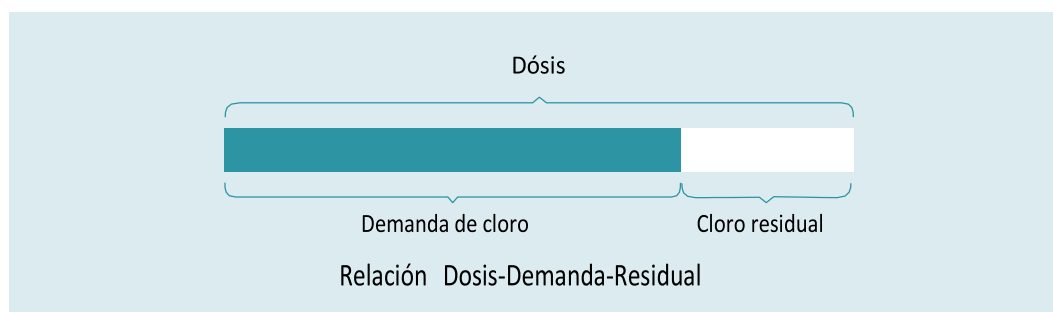 Dósis
Demanda de cloro
Cloro residual
Relación Dosis-Demanda-Residual